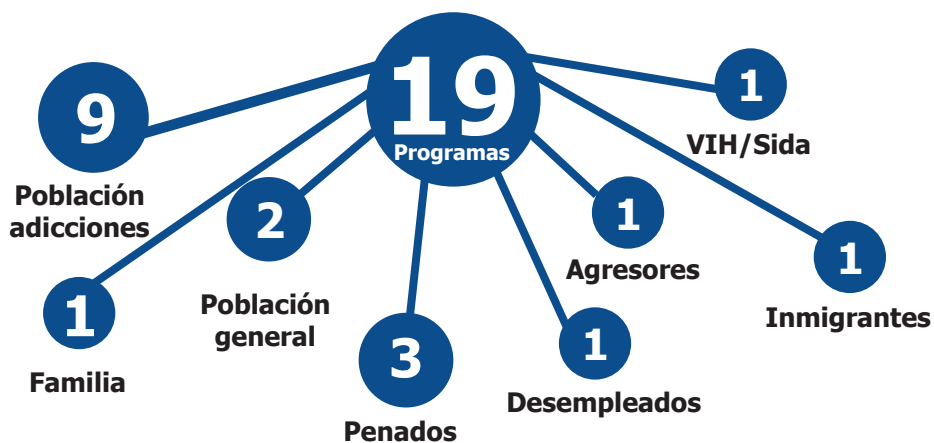 19
Programas
9
Población
adicciones
1
Familia
2
Población
general
3
Penados
1
Desempleados
1
Agresores
1
Inmigrantes
1
VIH/Sida